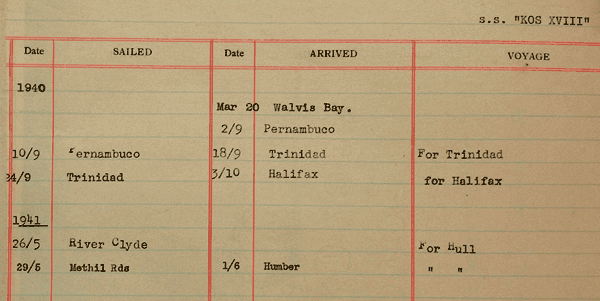 s.s. "KOS XVIII"
Date SAILED Date ARRIVED VOYAGE
1940
Mar 20 Walvis Bay.
2/9 Pernambuco
10/9 Pernambuco 18/9 Trinidad For Trinidad
24/9 Trinidad 3/10 Halifax for Halifax
1941
26/5 River Clyde For Hull
29/5 Methil Rds 1/6 Humber " "